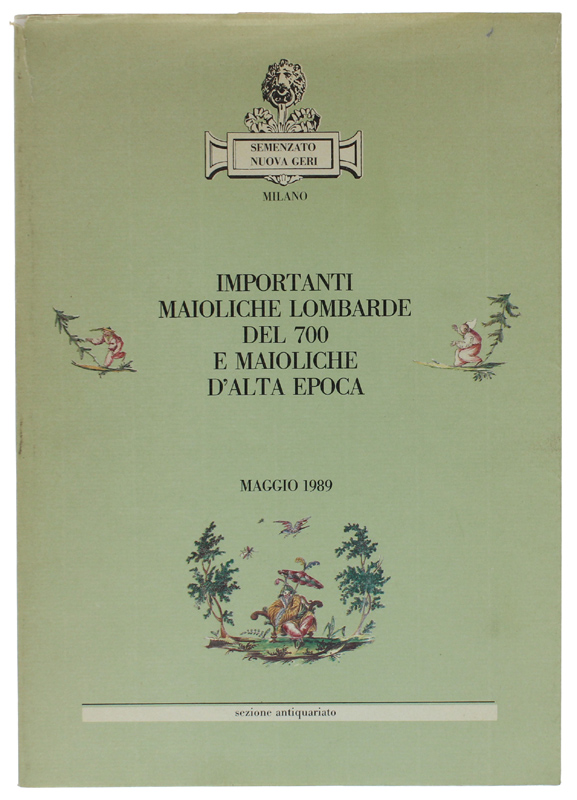 SEMENZATO
NUOVA GERI
MILANO
IMPORTANTI
MAIOLICHE LOMBARDE
DEL 700
E MAIOLICHE
D'ALTA EPOCA
MAGGIO 1989
sezione antiquariato